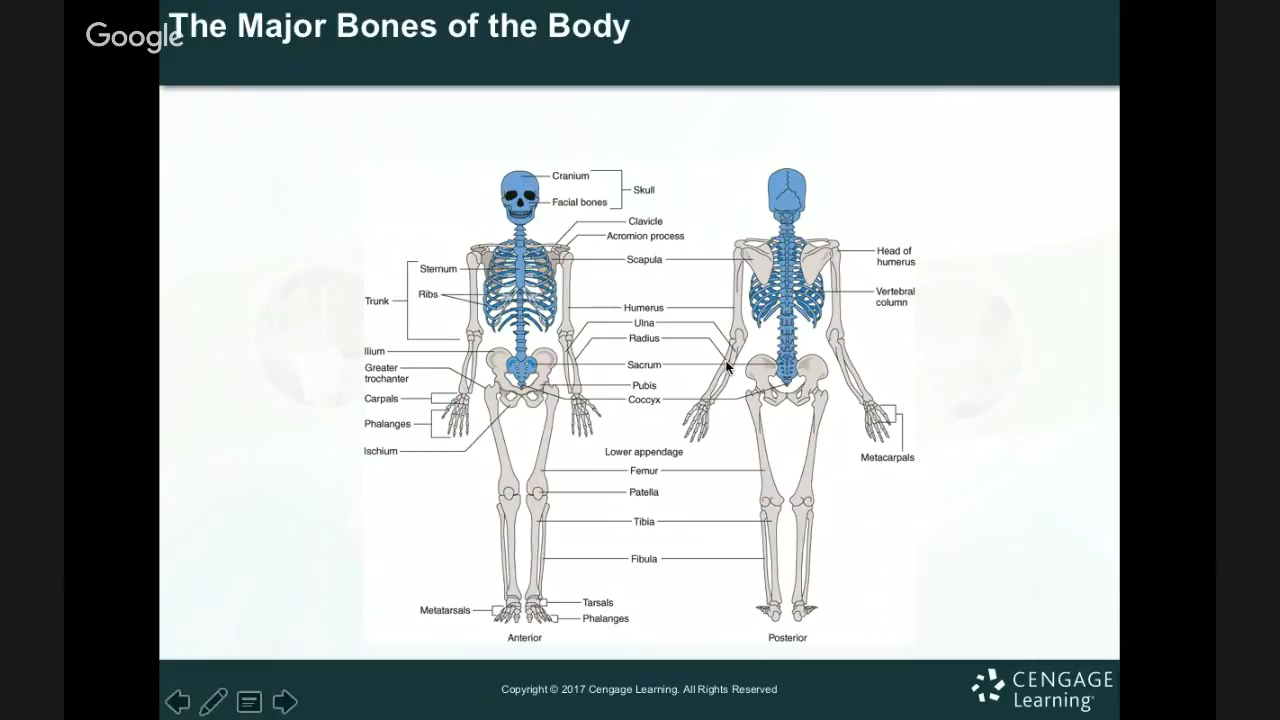 Google
The Major Bones of the Body
Cranium
Skull
Facial bones
Clavicle
Acromion process
Scapula
Sternum
Ribs
Trunk
Humerus
Ulna
Radius
Ilium
Sacrum
Greater
trochanter
Pubis
Carpals
Coccyx
Phalanges
Ischium
Head of
humerus
Vertebral
column
Metacarpals
Lower appendage
Femur
Patella
Tibia
Fibula
Metatarsals
Tarsals
Phalanges
Anterior
Posterior
Copyright © 2017 Cengage Learning. All Rights Reserved
CENGAGE
Learning